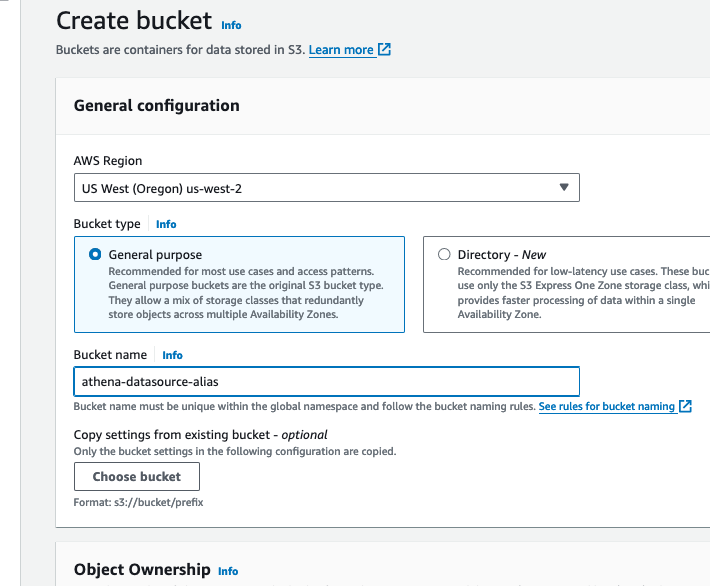 Create bucket Info
Buckets are containers for data stored in S3. Learn more
General configuration
AWS Region
US West (Oregon) us-west-2
Bucket type Info
General purpose
Recommended for most use cases and access patterns.
General purpose buckets are the original S3 bucket type.
They allow a mix of storage classes that redundantly
store objects across multiple Availability Zones.
Directory - New
Recommended for low-latency use cases. These buc
use only the S3 Express One Zone storage class, whi
provides faster processing of data within a single
Availability Zone.
Bucket name Info
athena-datasource-alias
Bucket name must be unique within the global namespace and follow the bucket naming rules. See rules for bucket naming
Copy settings from existing bucket - optional
Only the bucket settings in the following configuration are copied.
Choose bucket
Format: s3://bucket/prefix
Object Ownership Info